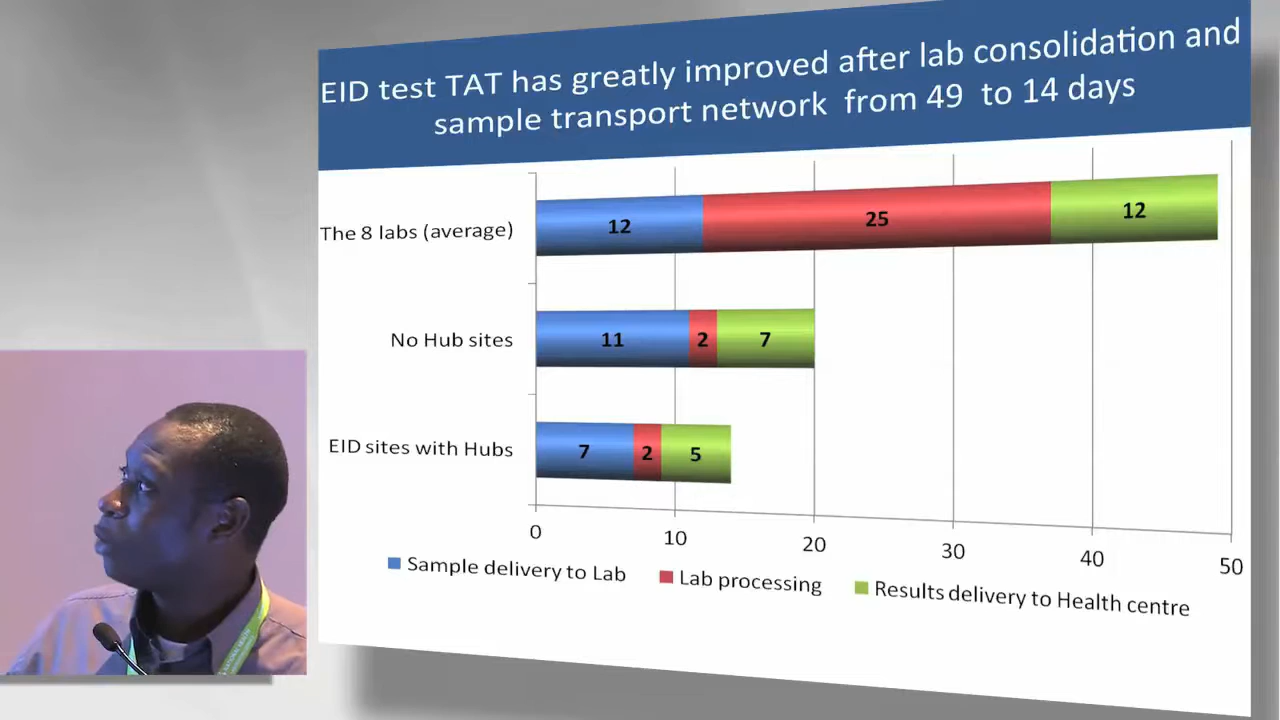 EID test TAT has greatly improved after lab consolidation and
sample transport network from 49 to 14 days
The 8 labs (average)
12
25
12
No Hub sites
11
2
7
EID sites with Hubs
7
2
5
0
10
20
30
40
50
Sample delivery to Lab
Lab processing
Results delivery to Health centre